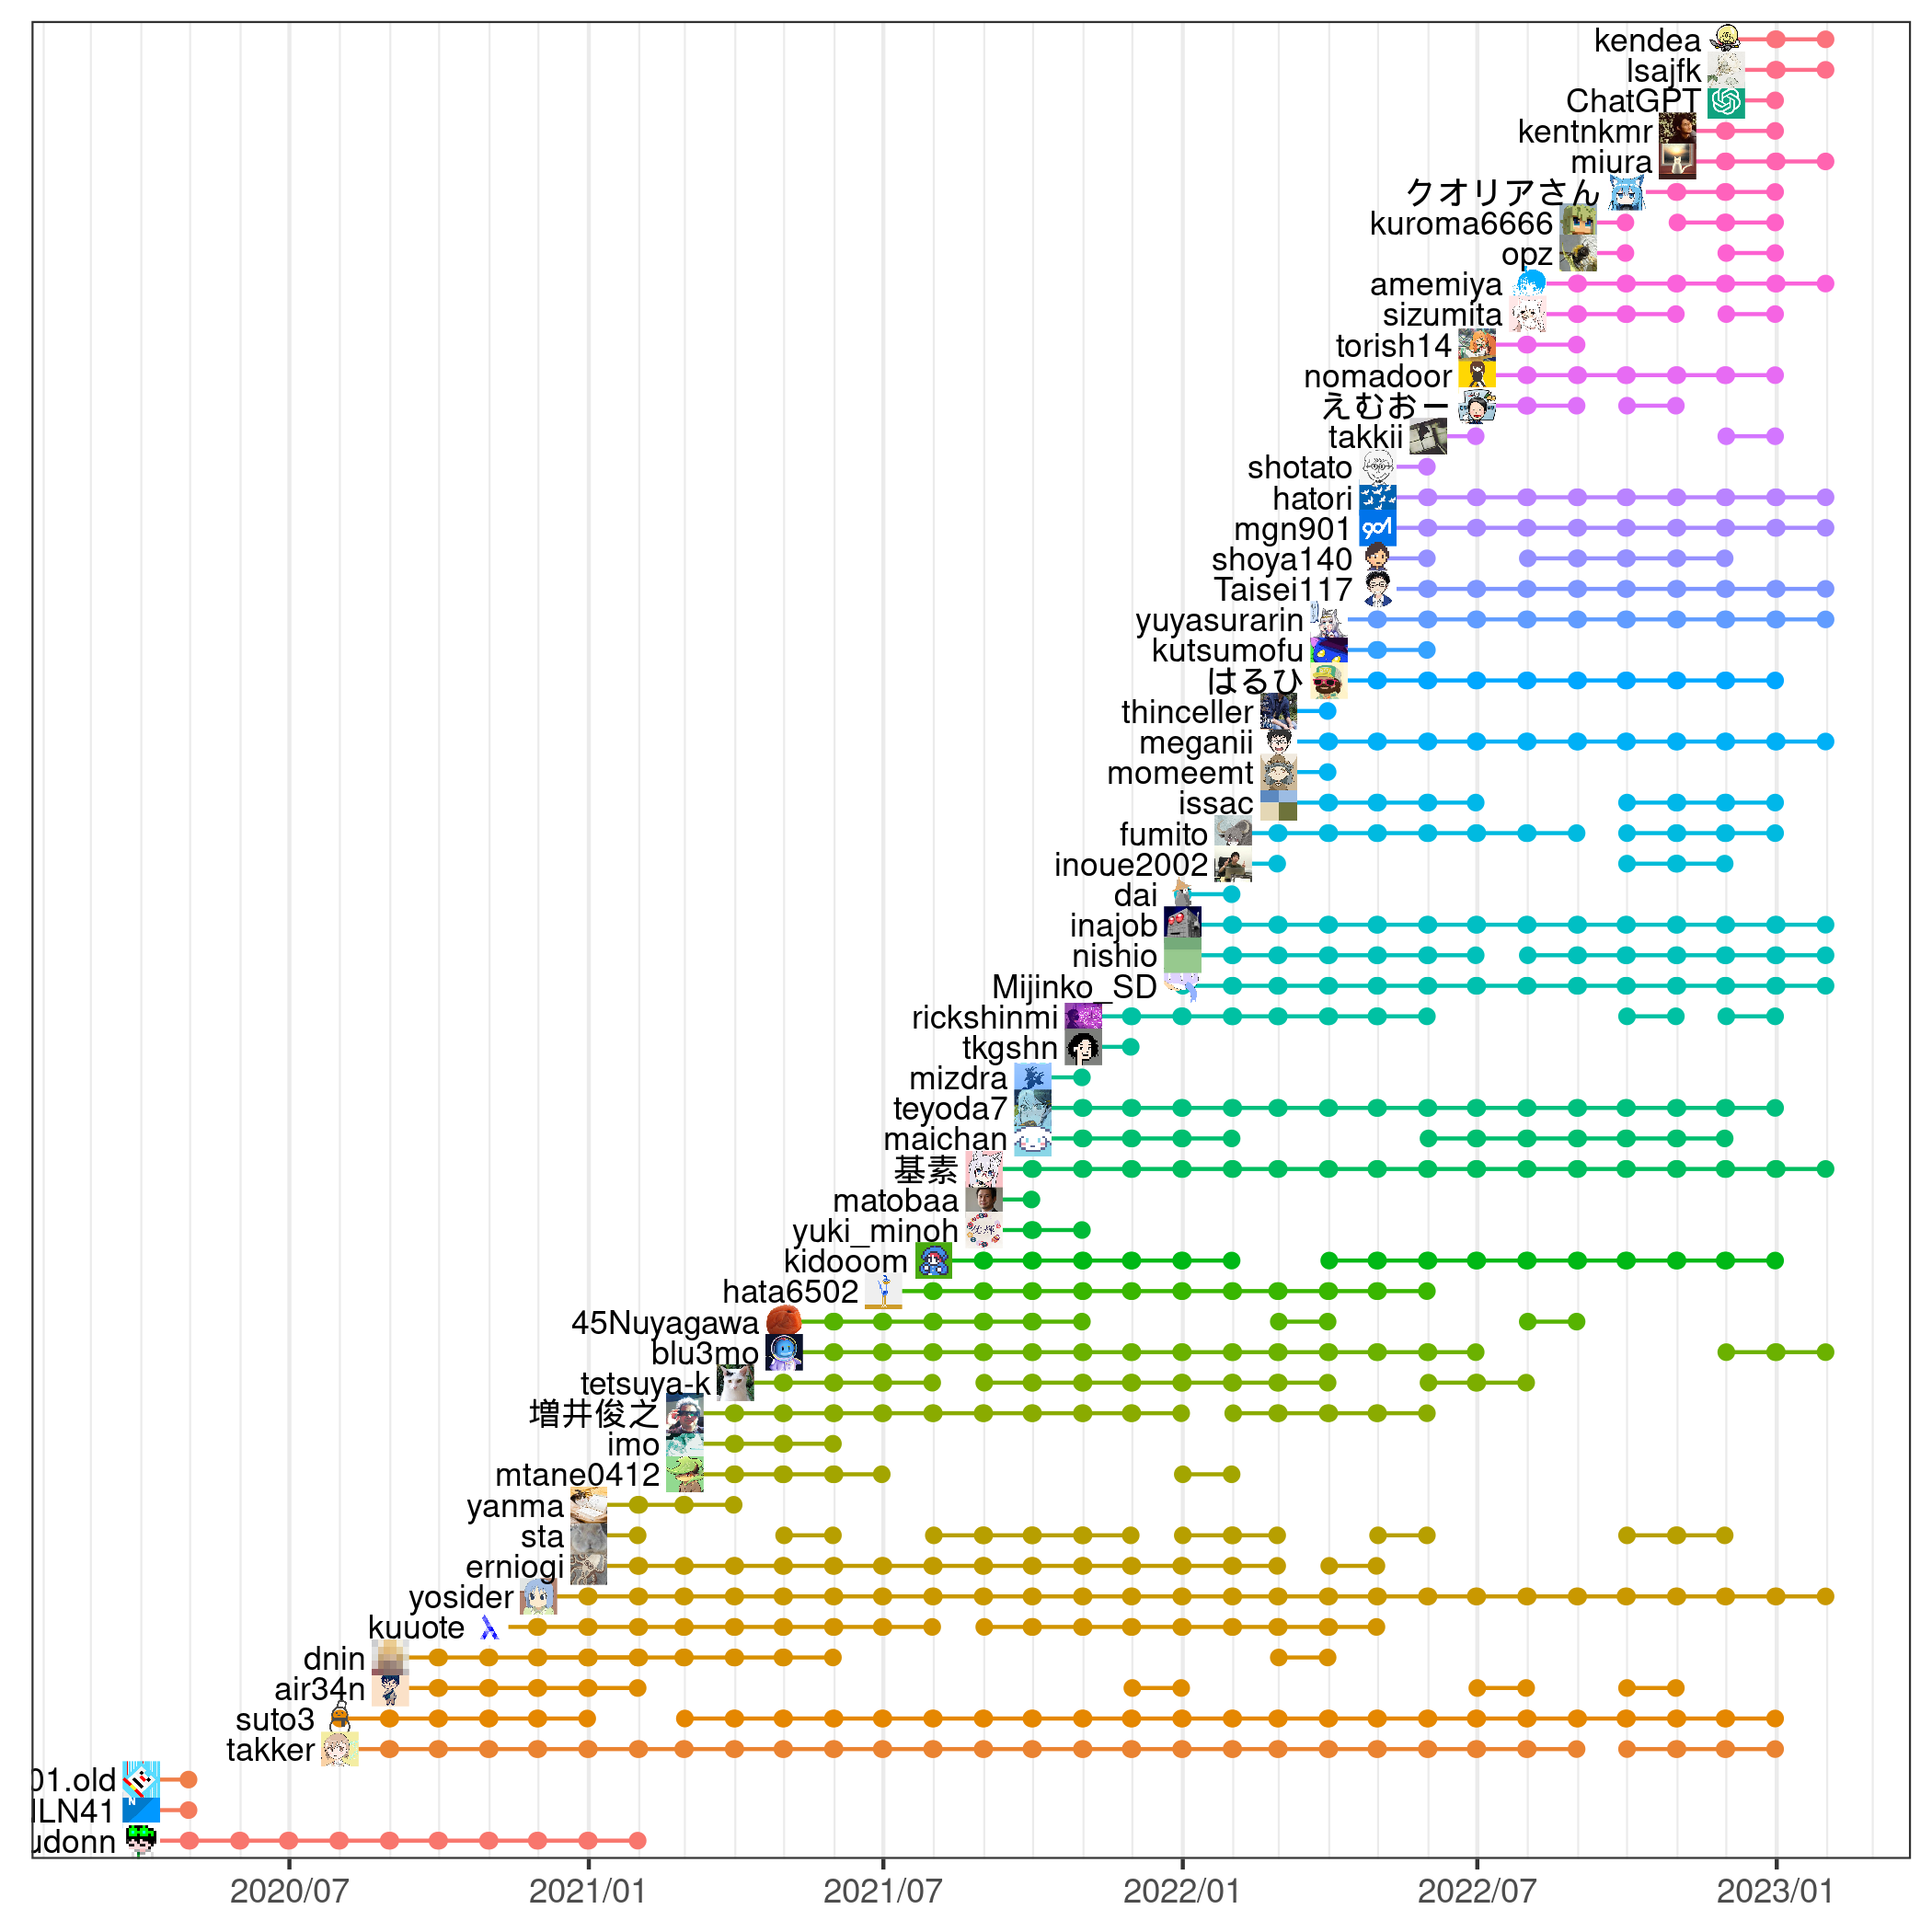 kendea
lsajfk
ChatGPT
kentnkmr
miura
クオリアさん
kuroma6666
opz
amemiya
sizumita
torish14
nomadoor
えむおー
takkii
shotato
hatori
mgn901
901
shoya140
Taisei117
yuyasurarin
kutsumofu
はるひ
thinceller
meganii
momeemt
issac
fumito
inoue2002
dai
inajob
nishio
Mijinko_SD
rickshinmi
tkgshn
mizdra
teyoda7
maichan
基素
matobaa
yuki_minoh
kidooom
hata6502
45Nuyagawa
blu3mo
tetsuya-k
増井俊之
imo
mtane0412
yanma
sta
erniogi
yosider
kuuote
dnin
air34n
suto3
takker
01.old
LN41
N
udonn
2020/07 2021/01 2021/07 2022/01 2022/07 2023/01